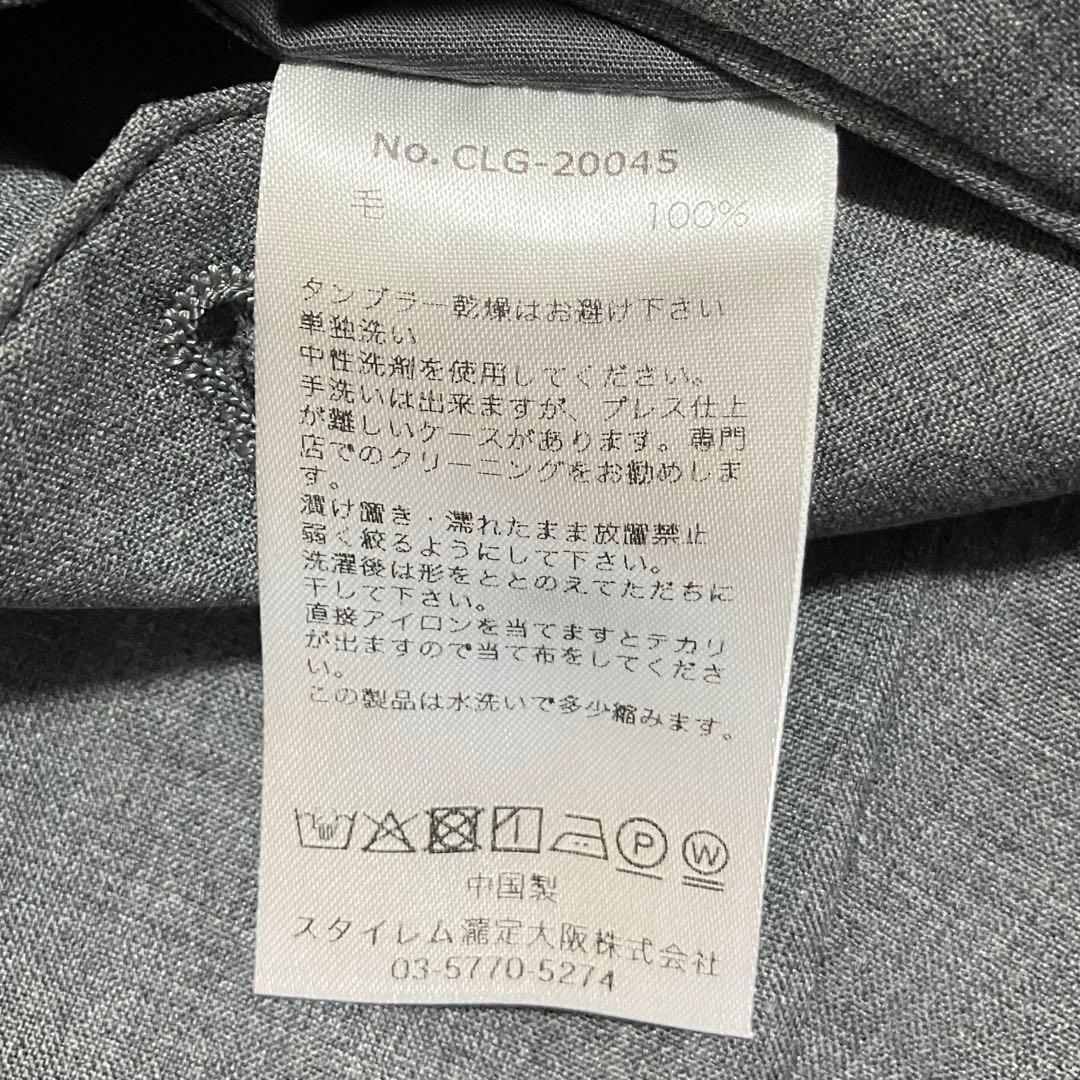 No. CLG-20045
毛 100%
タンブラー乾燥はお避け下さい
単独洗い
中性洗剤を使用してください。
手洗いは出来ますが、プレス仕上
が難しいケースがあります。専門
店でのクリーニングをお勧めしま
す。
漬け置き・濡れたまま放置禁止
弱く絞るようにして下さい。
洗濯後は形をととのえてただちに
干して下さい。
直接アイロンを当てますとテカリ
が出ますので当て布をしてくださ
い。
この製品は水洗いで多少縮みます。
P W
中国製
スタイレム瀧定大阪株式会社
03-5770-5274